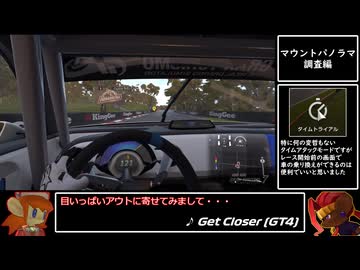 マウントパノラマ
調査編
KingGee
KingGee
タイムトライアル
特に何の変哲もない
タイムアタックモードですが
レース開始前の画面で
車の乗り換えができるのは
便利でいいと思いました
123
目いっぱいアウトに寄せてみまして・・・
♪ Get Closer (GT4)